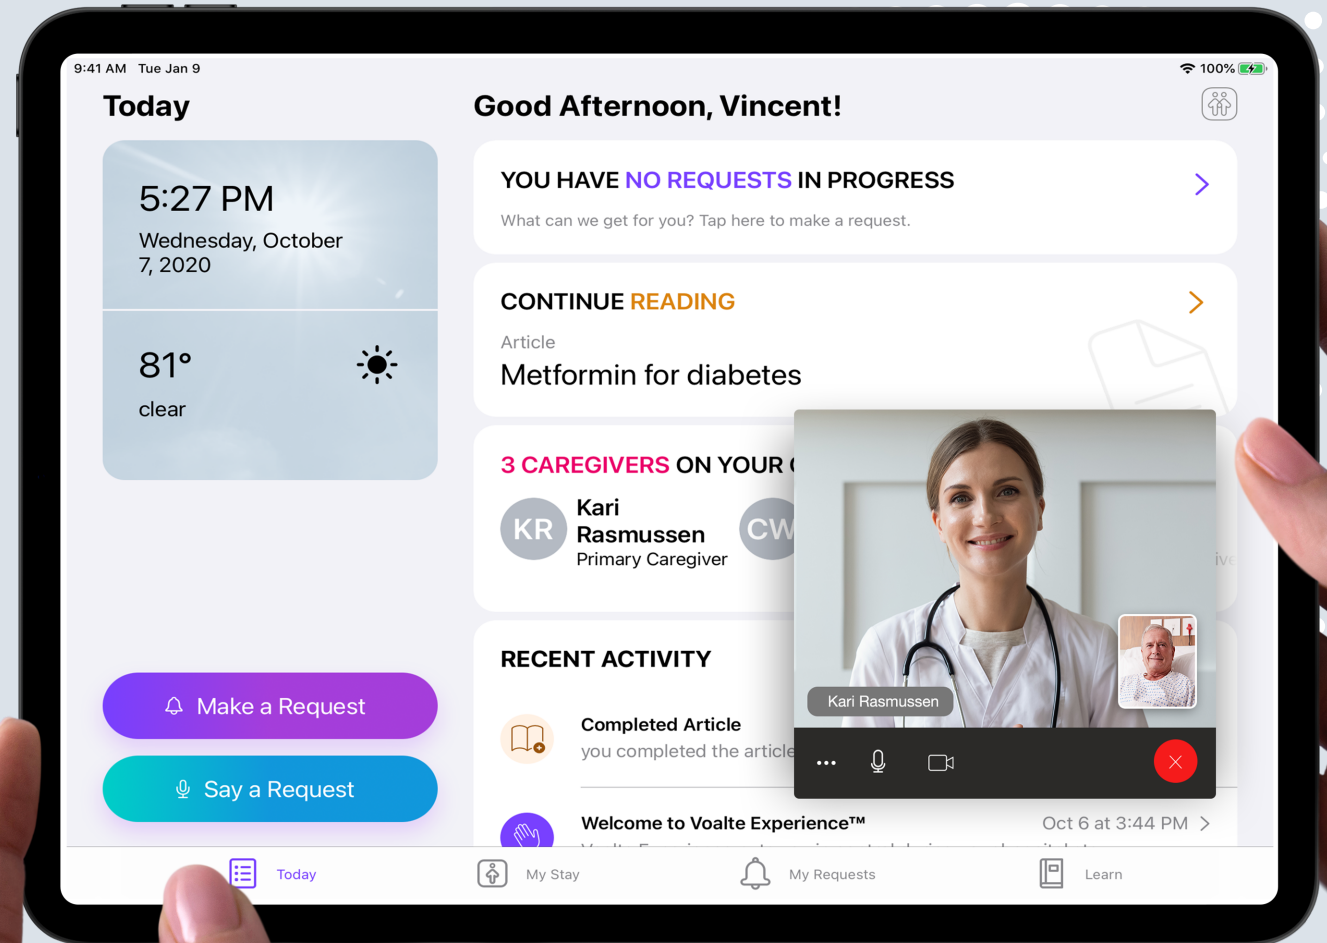 9:41 AM Tue Jan 9
100%
Today
5:27 PM
Wednesday, October
7, 2020
81°
clear
Make a Request
Say a Request
Good Afternoon, Vincent!
YOU HAVE NO REQUESTS IN PROGRESS
What can we get for you? Tap here to make a request.
CONTINUE READING
Article
Metformin for diabetes
3 CAREGIVERS ON YOUR
KR
Kari
Rasmussen
Primary Caregiver
CW
Kari Rasmussen
RECENT ACTIVITY
Completed Article
you completed the article
Welcome to Voalte Experience™
Oct 6 at 3:44 PM
Today
My Stay
My Requests
Learn